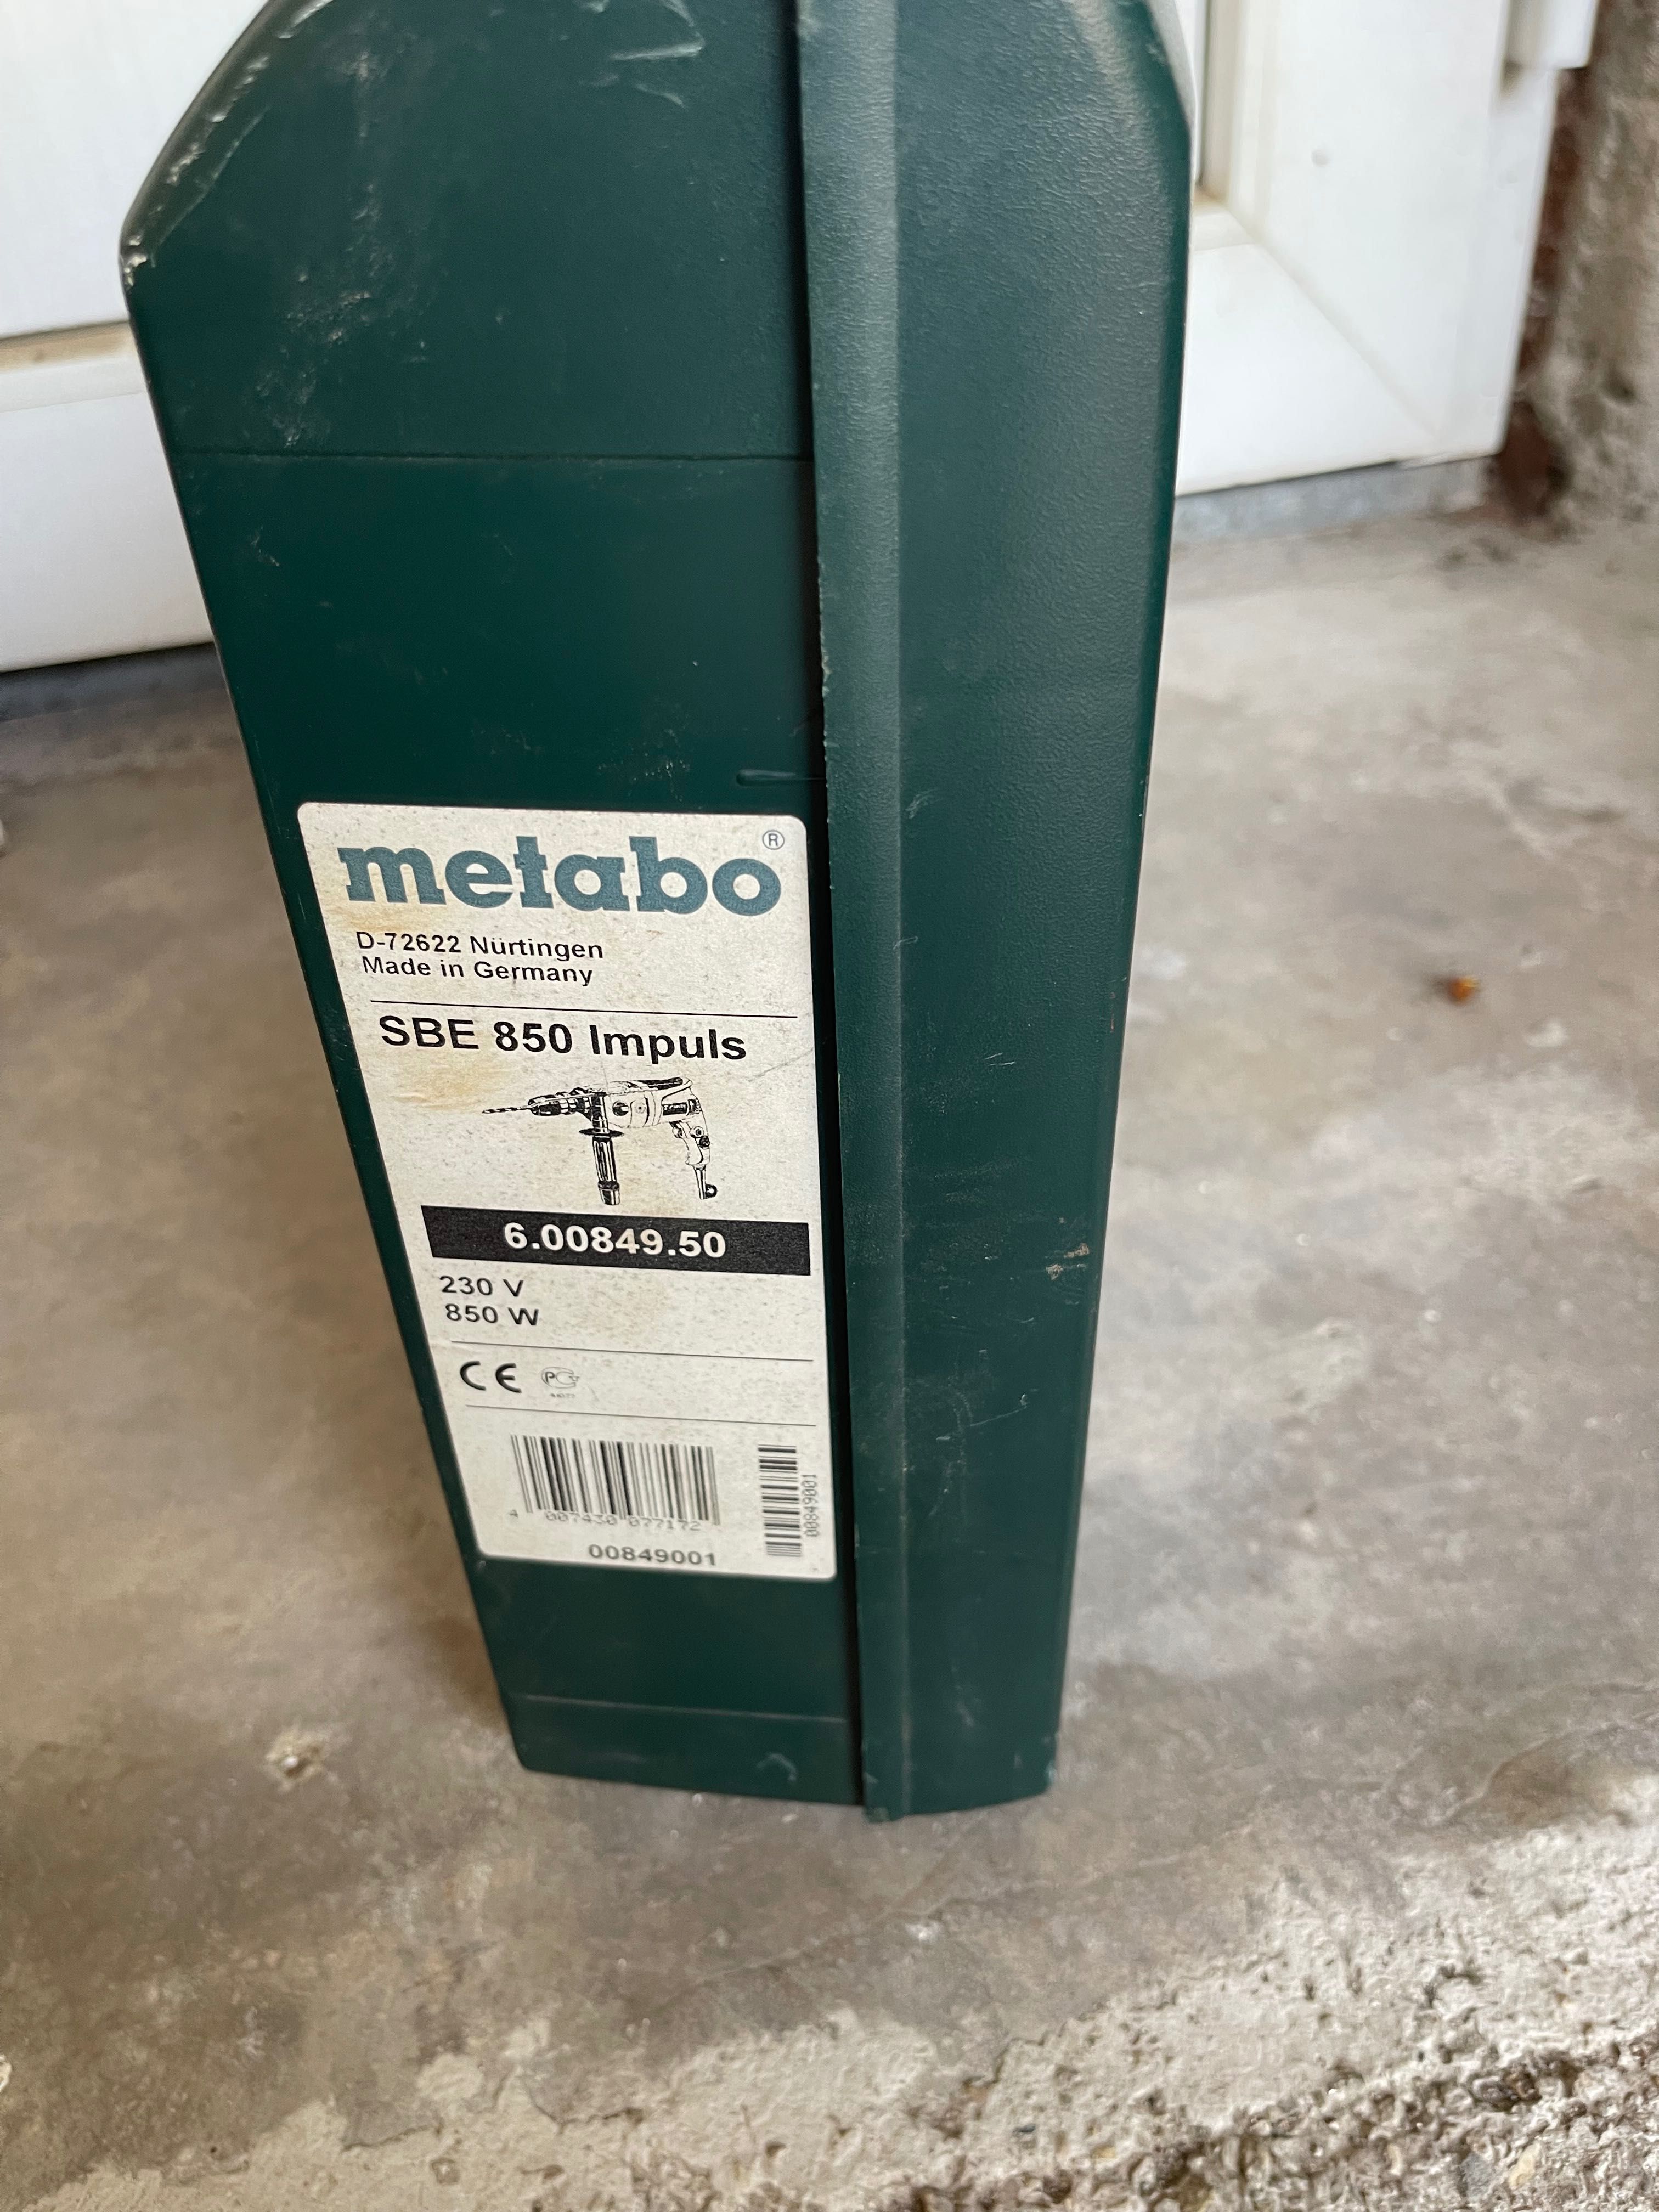 metabo®
D-72622 Nürtingen
Made in Germany
SBE 850 Impuls
6.00849.50
230 V
850 W
CE
4 007430 077172
00849001
00849001